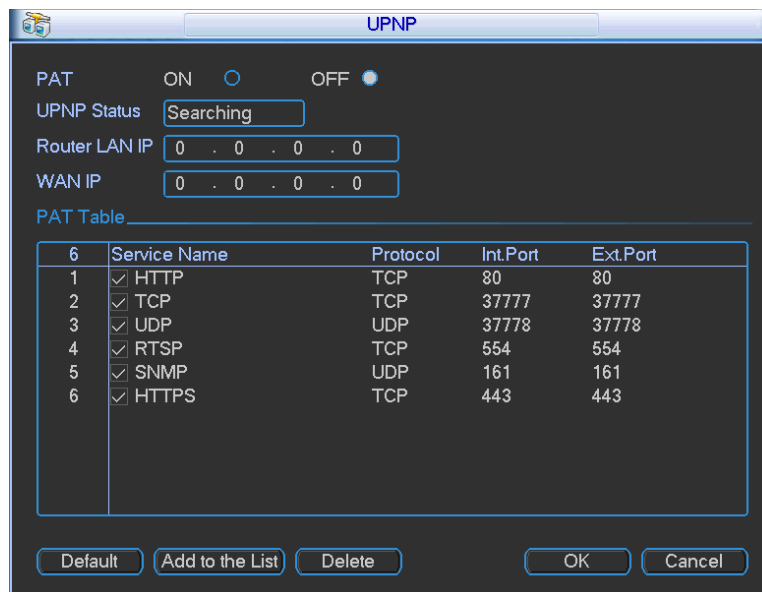 UPNP
PAT ON OFF
UPNP Status Searching
Router LAN IP 0 . 0 . 0 . 0
WAN IP 0 . 0 . 0 . 0
PAT Table
6 Service Name Protocol Int.Port Ext.Port
1 HTTP TCP 80 80
2 TCP TCP 37777 37777
3 UDP UDP 37778 37778
4 RTSP TCP 554 554
5 SNMP UDP 161 161
6 HTTPS TCP 443 443
Default Add to the List Delete OK Cancel